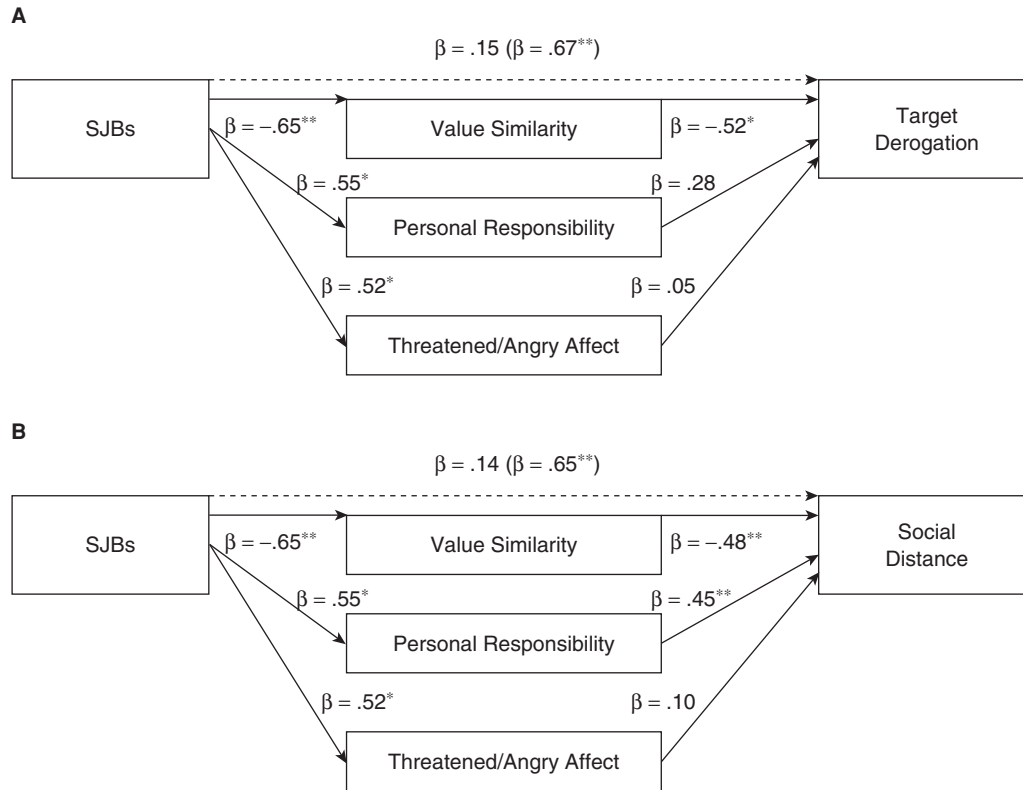 A
β = .15 (β = .67**)
SJBs
β = –.65**
Value Similarity
β = –.52*
Target
Derogation
β = .55*
β = .28
Personal Responsibility
β = .52*
β = .05
Threatened/Angry Affect
B
β = .14 (β = .65**)
SJBs
β = –.65**
Value Similarity
β = –.48**
Social
Distance
β = .55*
β = .45**
Personal Responsibility
β = .52*
β = .10
Threatened/Angry Affect